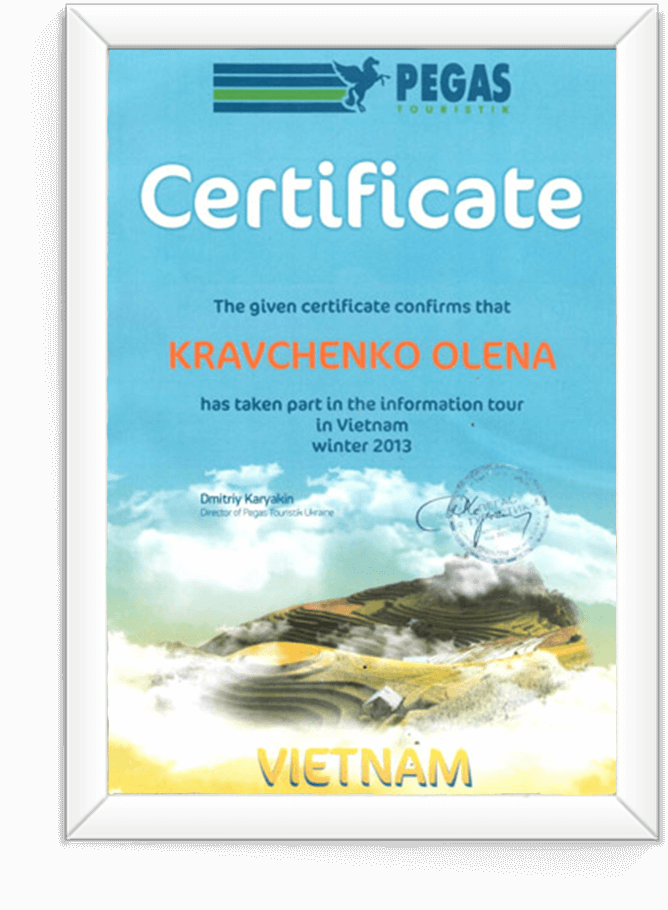 PEGAS
TOURISTIK
Certificate
The given certificate confirms that
KRAVCHENKO OLENA
has taken part in the information tour
in Vietnam
winter 2013
Dmitriy Karyakin
Director of Pegas Touristik Ukraine
VIETNAM